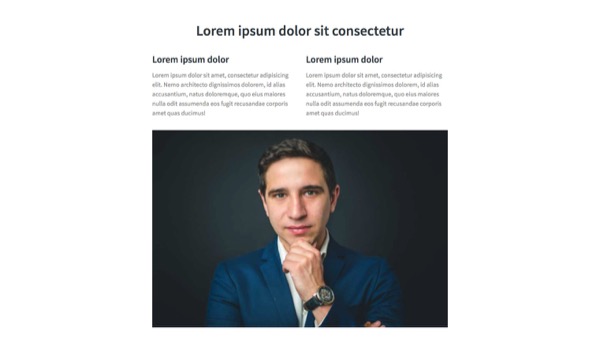 Lorem ipsum dolor sit consectetur
Lorem ipsum dolor
Lorem ipsum dolor sit amet, consectetur adipisicing
elit. Nemo architecto dignissimos dolorem, id alias
accusantium, natus doloremque, quo eius maiores
nulla odit assumenda eos fugit recusandae corporis
amet quas ducimus!
Lorem ipsum dolor
Lorem ipsum dolor sit amet, consectetur adipisicing
elit. Nemo architecto dignissimos dolorem, id alias
accusantium, natus doloremque, quo eius maiores
nulla odit assumenda eos fugit recusandae corporis
amet quas ducimus!